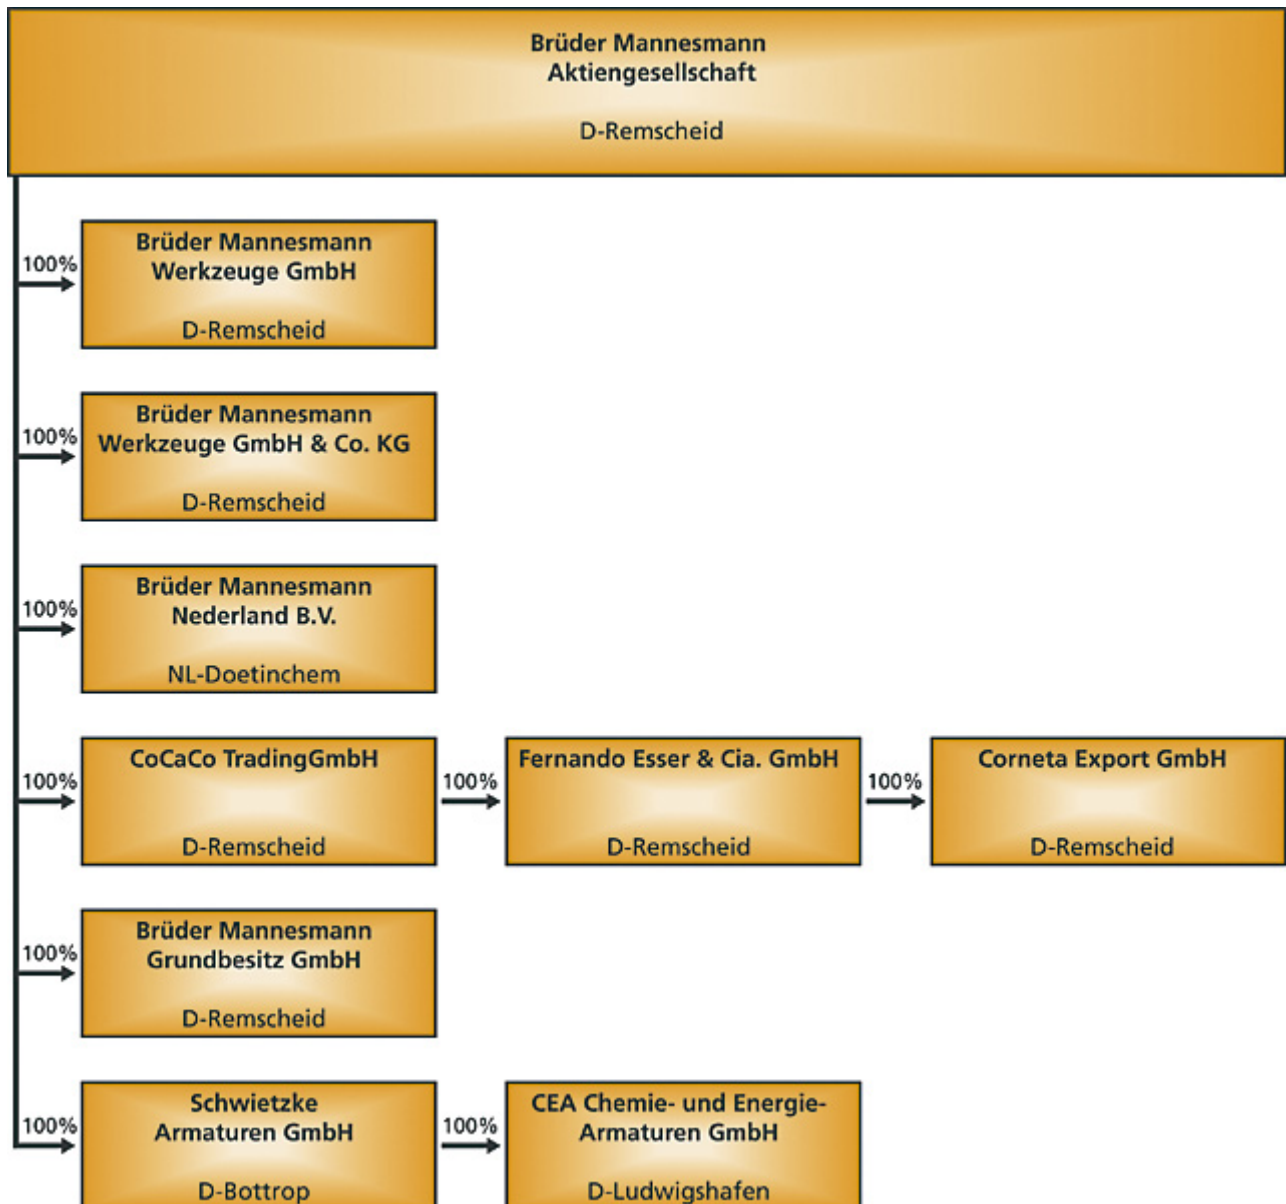 Brüder Mannesmann
Aktiengesellschaft
D-Remscheid
100%
Brüder Mannesmann
Werkzeuge GmbH
D-Remscheid
100%
Brüder Mannesmann
Werkzeuge GmbH & Co. KG
D-Remscheid
100%
Brüder Mannesmann
Nederland B.V.
NL-Doetinchem
100%
CoCaCo TradingGmbH
D-Remscheid
100%
Fernando Esser & Cia. GmbH
D-Remscheid
100%
Corneta Export GmbH
D-Remscheid
100%
Brüder Mannesmann
Grundbesitz GmbH
D-Remscheid
100%
Schwietzke
Armaturen GmbH
D-Bottrop
100%
CEA Chemie- und Energie-
Armaturen GmbH
D-Ludwigshafen